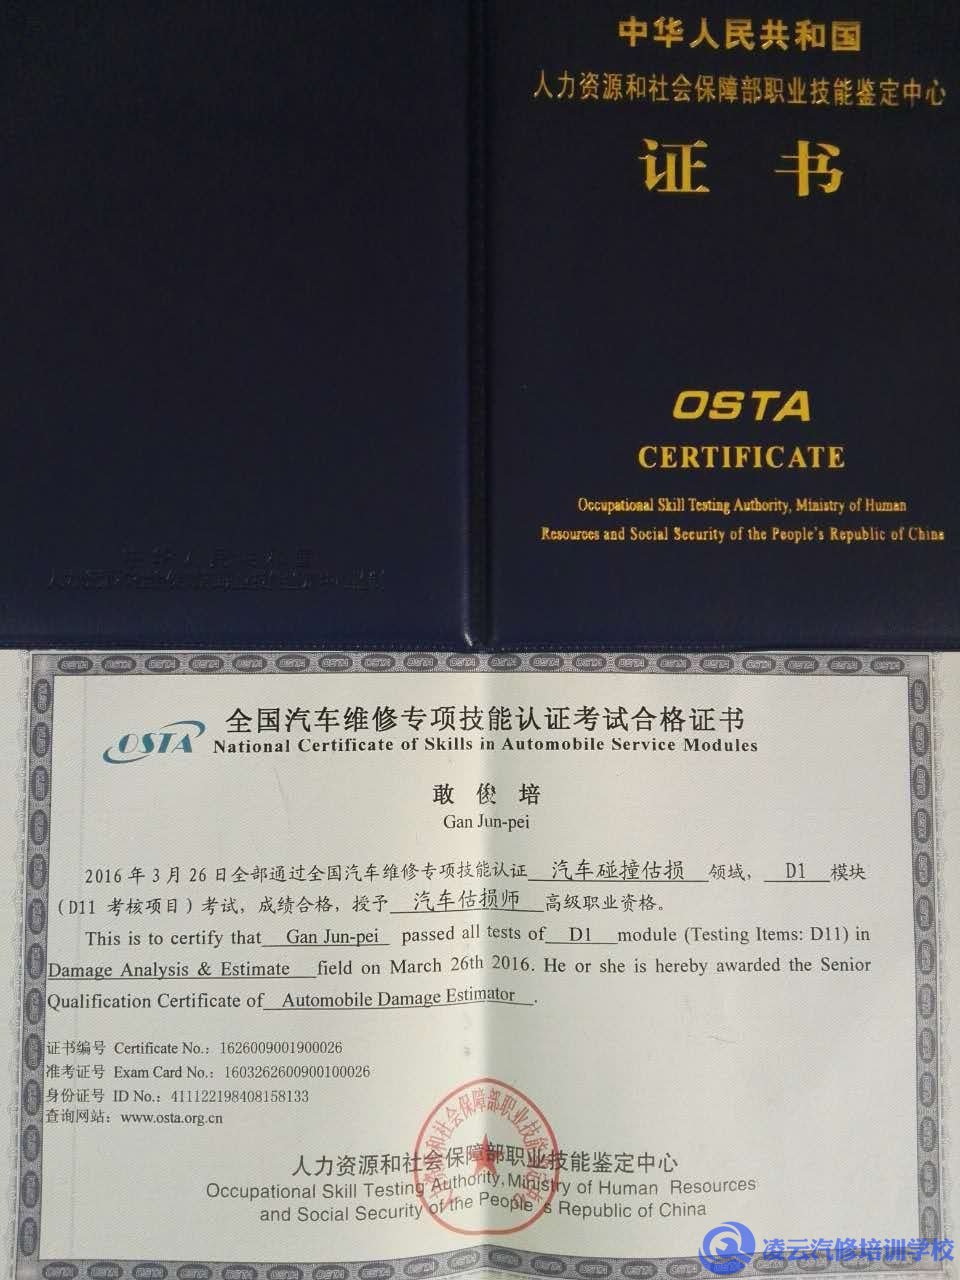 中华人民共和国
人力资源和社会保障部职业技能鉴定中心
证 书
OSTA
CERTIFICATE
Occupational Skill Testing Authority, Ministry of Human
Resources and Social Security of the People's Republic of China
中华人民共和国
OSTA
全国汽车维修专项技能认证考试合格证书
National Certificate of Skills in Automobile Service Modules
敢 俊 培
Gan Jun-pei
2016 年 3 月 26 日全部通过全国汽车维修专项技能认证 汽车碰撞估损 领域， D1 模块
（D11 考核项目）考试，成绩合格，授予 汽车估损师 高级职业资格。
This is to certify that Gan Jun-pei passed all tests of D1 module (Testing Items: D11) in
Damage Analysis & Estimate field on March 26th 2016. He or she is hereby awarded the Senior
Qualification Certificate of Automobile Damage Estimator .
证书编号 Certificate No.: 1626009001900026
准考证号 Exam Card No.: 1603262600900100026
身份证号 ID No.: 411122198408158133
查询网站: www.osta.org.cn
人力资源和社会保障部职业技能鉴定中心
Occupational Skill Testing Authority, Ministry of Human Resources
and Social Security of the People's Republic of China
凌云汽修培训学校